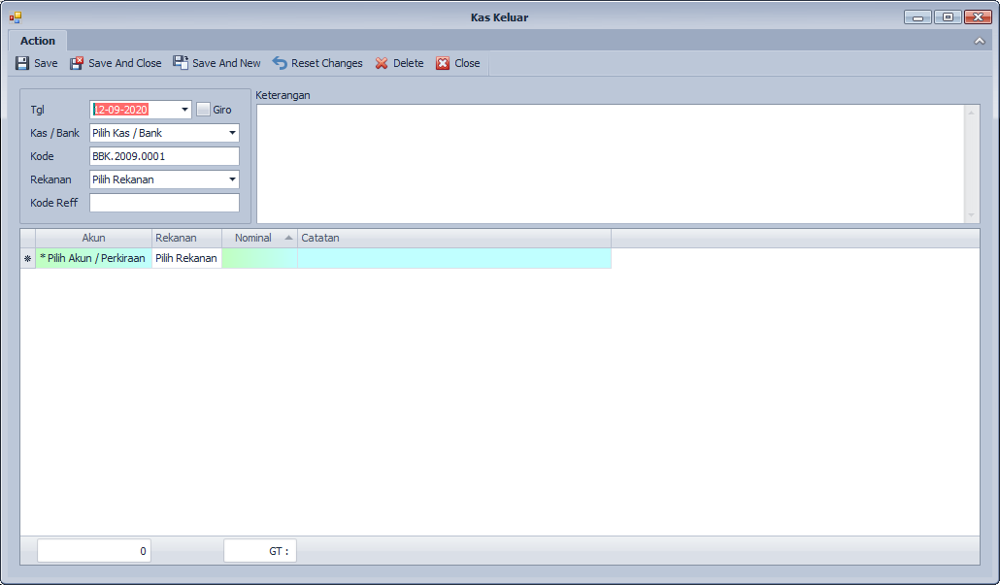 Kas Keluar
Action
Save Save And Close Save And New Reset Changes Delete Close
Tgl 12-09-2020 Giro
Kas / Bank Pilih Kas / Bank
Kode BBK.2009.0001
Rekanan Pilih Rekanan
Kode Reff
Keterangan
Akun Rekanan Nominal Catatan
* Pilih Akun / Perkiraan Pilih Rekanan
0 GT :